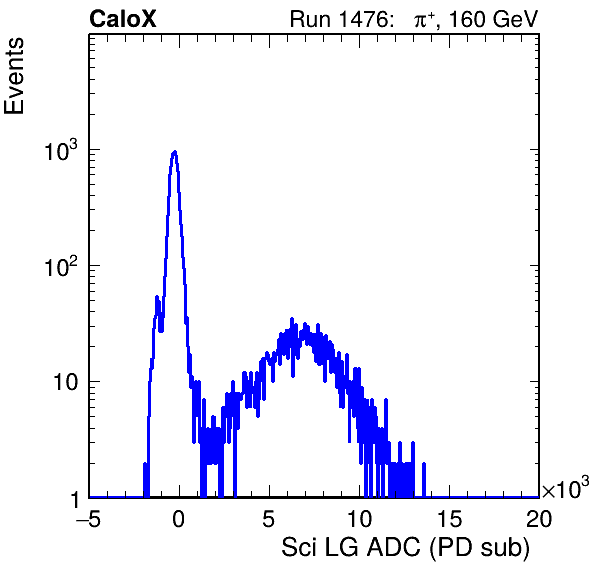 CaloX Run 1476: π⁺, 160 GeV
Events
10³
10²
10
1
−5 0 5 10 15 20 ×10³
Sci LG ADC (PD sub)